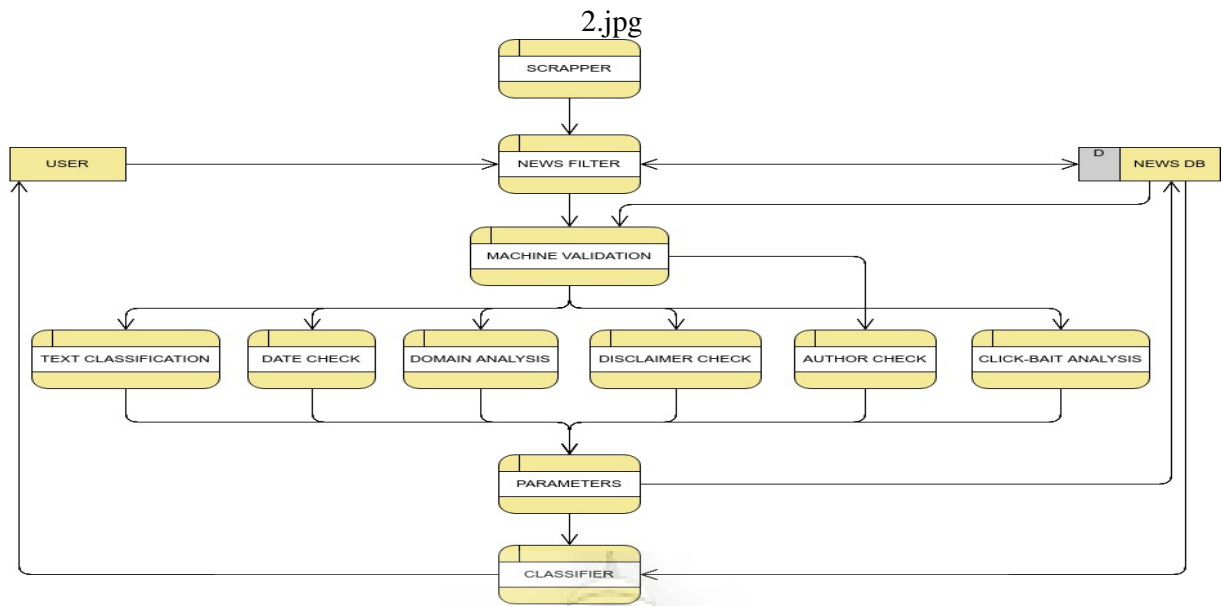 2.jpg
SCRAPPER
USER
NEWS FILTER
D
NEWS DB
MACHINE VALIDATION
TEXT CLASSIFICATION
DATE CHECK
DOMAIN ANALYSIS
DISCLAIMER CHECK
AUTHOR CHECK
CLICK-BAIT ANALYSIS
PARAMETERS
CLASSIFIER